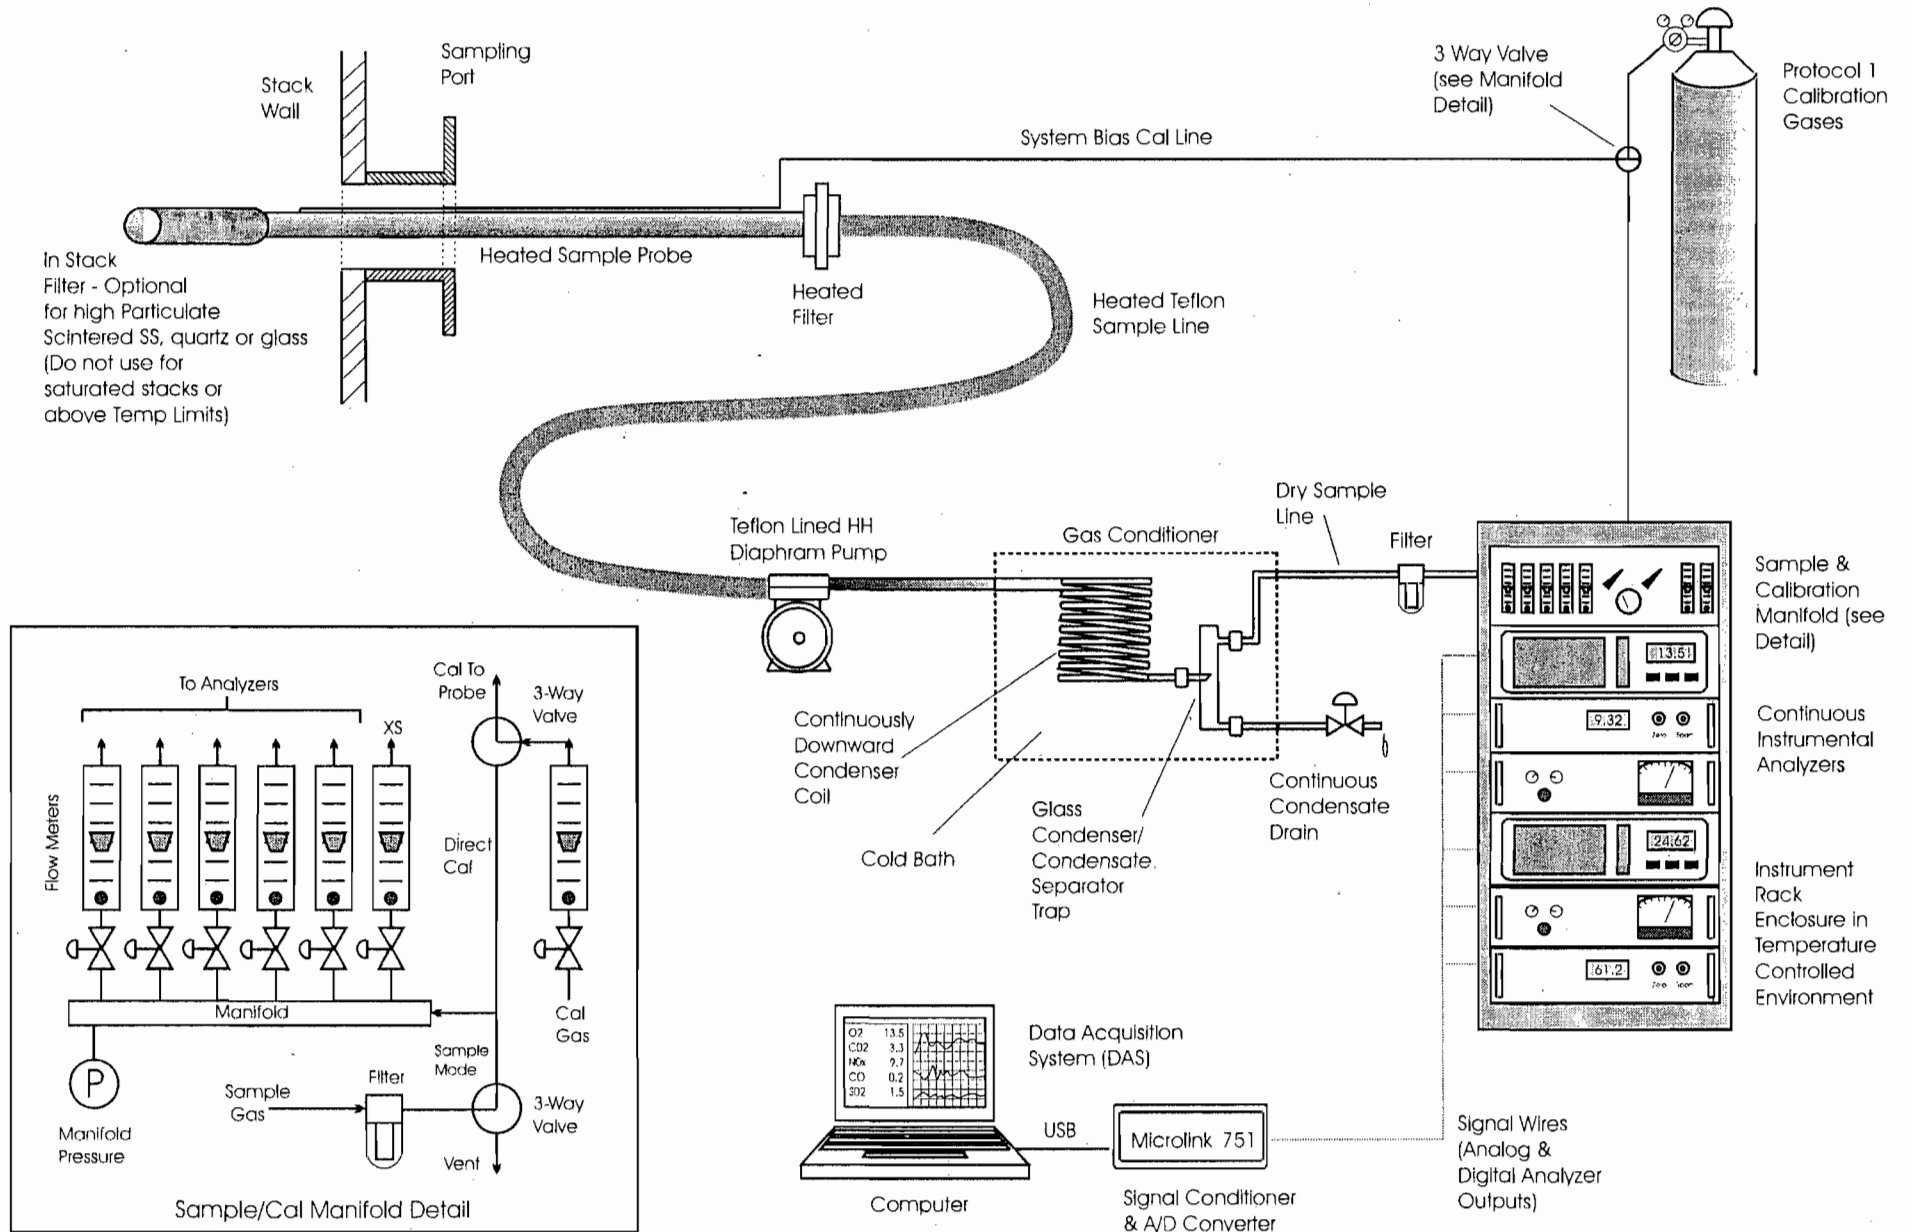 Sampling
Port
Stack
Wall
3 Way Valve
(see Manifold
Detail)
Protocol 1
Calibration
Gases
System Bias Cal Line
In Stack
Filter - Optional
for high Particulate
Scintered SS, quartz or glass
(Do not use for
saturated stacks or
above Temp Limits)
Heated Sample Probe
Heated
Filter
Heated Teflon
Sample Line
Teflon Lined HH
Diaphram Pump
Gas Conditioner
Dry Sample
Line
Filter
Sample &
Calibration
Manifold (see
Detail)
13.5
9.32
Zero Span
Continuous
Instrumental
Analyzers
24.62
Instrument
Rack
Enclosure in
Temperature
Controlled
Environment
61.2
Zero Span
Continuously
Downward
Condenser
Coil
Cold Bath
Glass
Condenser/
Condensate.
Separator
Trap
Continuous
Condensate
Drain
To Analyzers
XS
Cal To
Probe
3-Way
Valve
Flow Meters
Direct
Cal
Manifold
Cal
Gas
Sample
Mode
P
Manifold
Pressure
Sample
Gas
Filter
3-Way
Valve
Vent
Sample/Cal Manifold Detail
O2 13.5
CO2 3.3
NOx 9.7
CO 0.2
SO2 1.5
Data Acquisition
System (DAS)
USB
Microlink 751
Computer
Signal Conditioner
& A/D Converter
Signal Wires
(Analog &
Digital Analyzer
Outputs)